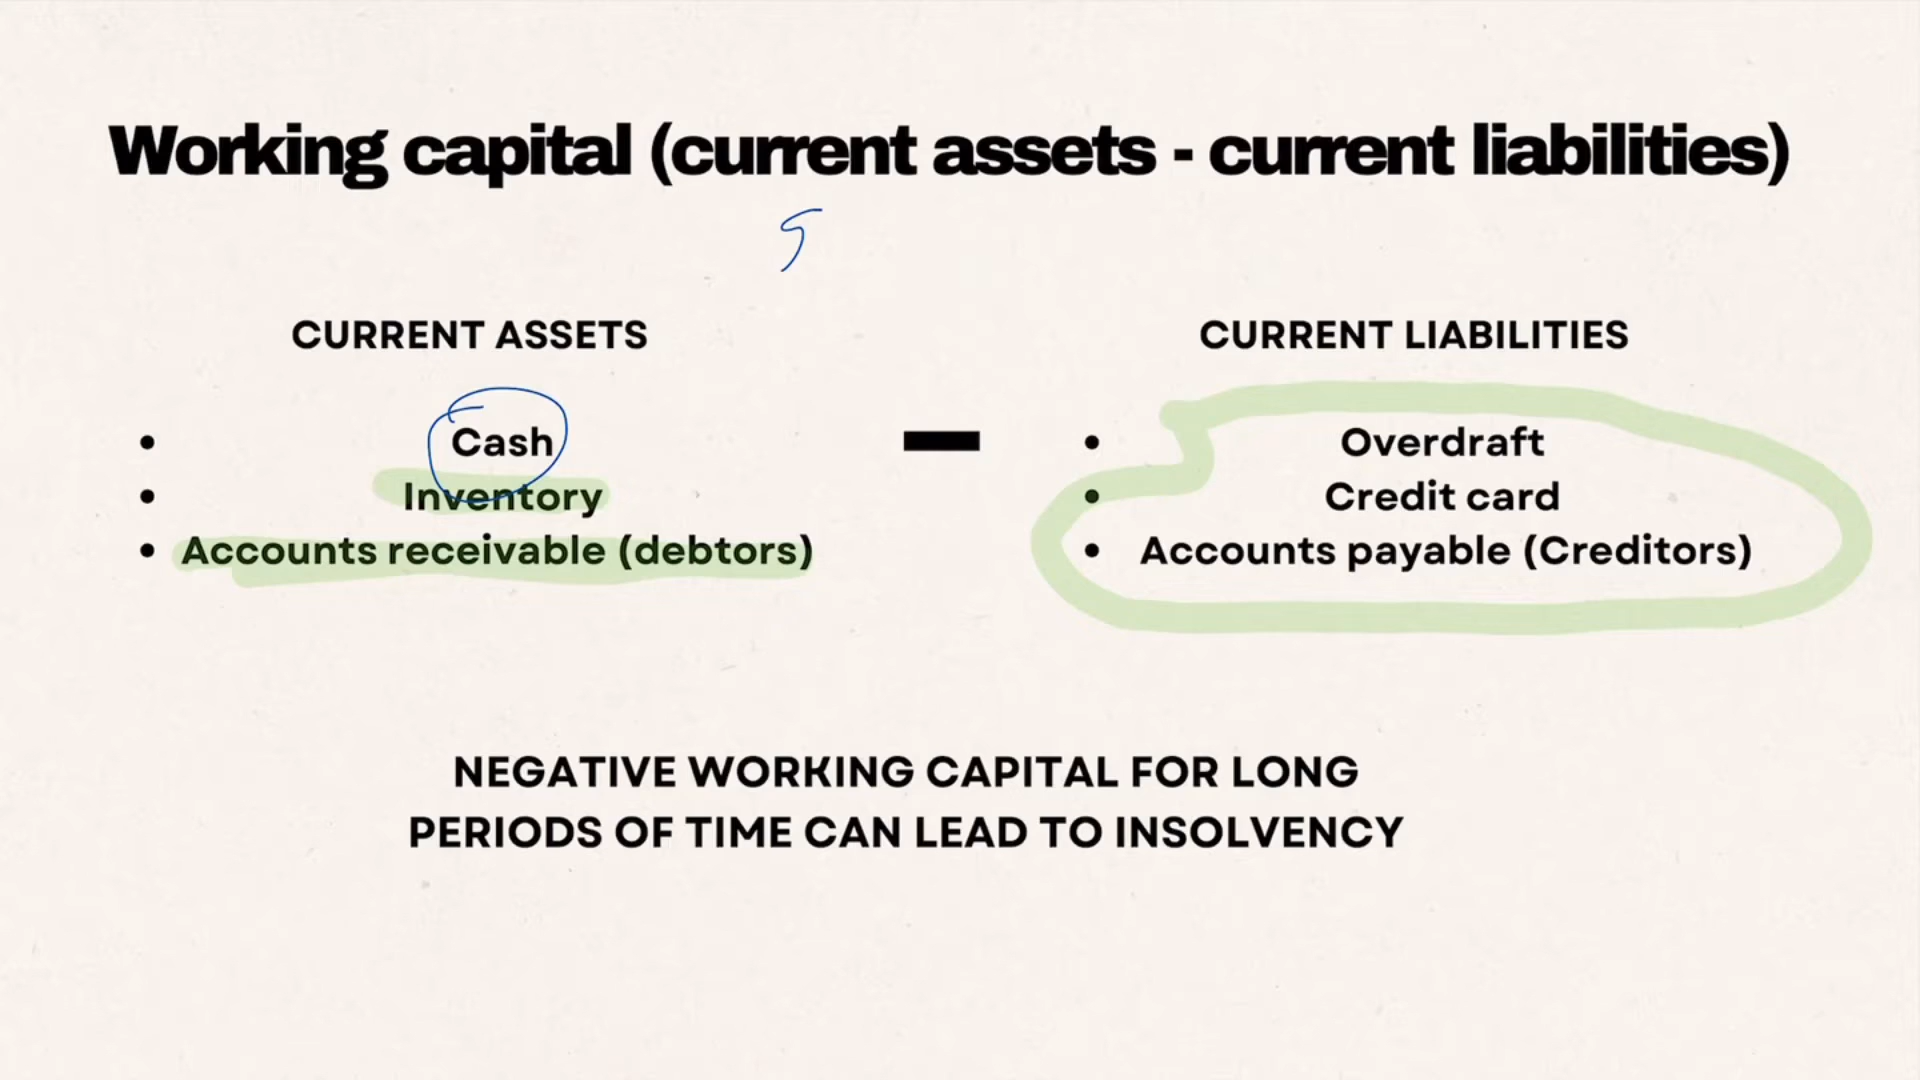 Working capital (current assets - current liabilities)
CURRENT ASSETS
• Cash
• Inventory
• Accounts receivable (debtors)
-
CURRENT LIABILITIES
• Overdraft
• Credit card
• Accounts payable (Creditors)
NEGATIVE WORKING CAPITAL FOR LONG
PERIODS OF TIME CAN LEAD TO INSOLVENCY